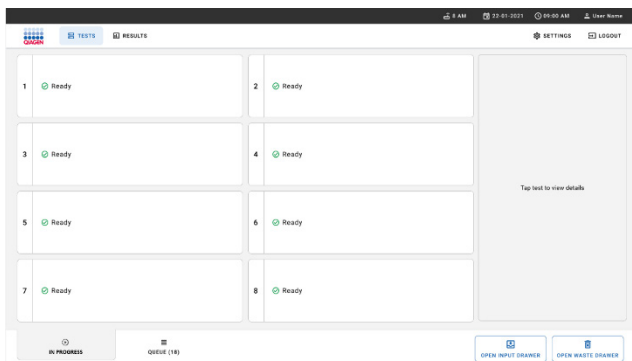 8 AM 22-01-2021 09:00 AM User Name
QIAGEN TESTS RESULTS SETTINGS LOGOUT
1 Ready 2 Ready
3 Ready 4 Ready
Tap test to view details
5 Ready 6 Ready
7 Ready 8 Ready
IN PROGRESS QUEUE (18) OPEN INPUT DRAWER OPEN WASTE DRAWER